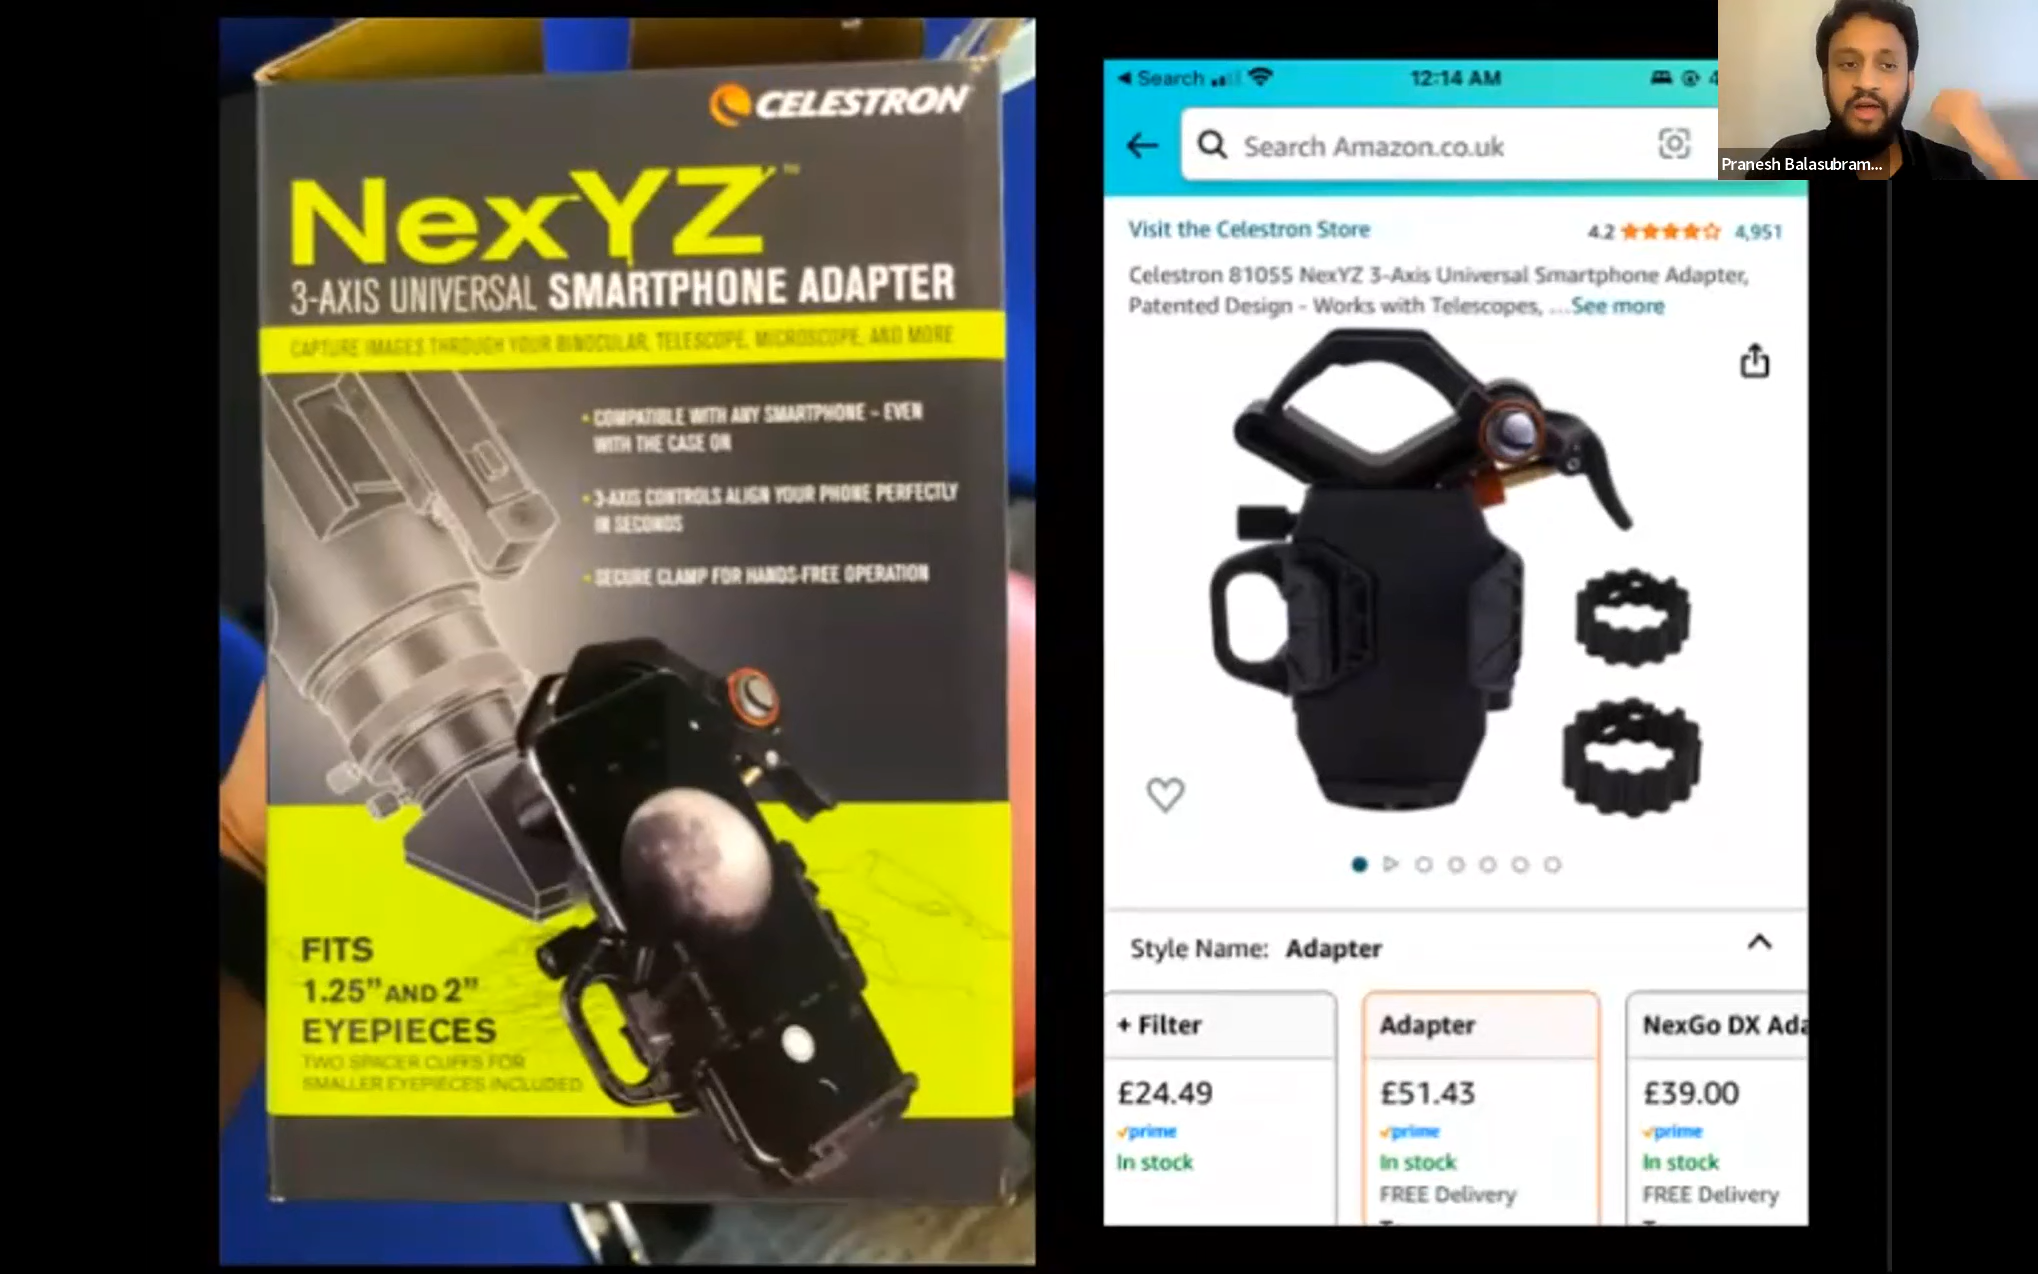 CELESTRON
NexYZ™
3-AXIS UNIVERSAL SMARTPHONE ADAPTER
CAPTURE IMAGES THROUGH YOUR BINOCULAR, TELESCOPE, MICROSCOPE, AND MORE
• COMPATIBLE WITH ANY SMARTPHONE – EVEN
WITH THE CASE ON
• 3-AXIS CONTROLS ALIGN YOUR PHONE PERFECTLY
IN SECONDS
• SECURE CLAMP FOR HANDS-FREE OPERATION
FITS
1.25" AND 2"
EYEPIECES
TWO SPACER CUFFS FOR
SMALLER EYEPIECES INCLUDED
Search
12:14 AM
4
Search Amazon.co.uk
Visit the Celestron Store
4.2
4,951
Celestron 81055 NexYZ 3-Axis Universal Smartphone Adapter,
Patented Design - Works with Telescopes, ...See more
Style Name: Adapter
+ Filter
£24.49
prime
In stock
Adapter
£51.43
prime
In stock
FREE Delivery
NexGo DX Ada
£39.00
prime
In stock
FREE Delivery
Pranesh Balasubram...